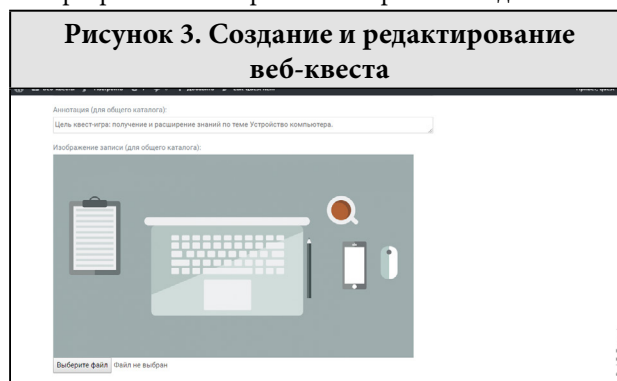 Рисунок 3. Создание и редактирование
веб-квеста
Аннотация (для общего каталога):
Цель квест-игра: получение и расширение знаний по теме Устройство компьютера.
Изображение записи (для общего каталога):
Выберите файл Файл не выбран